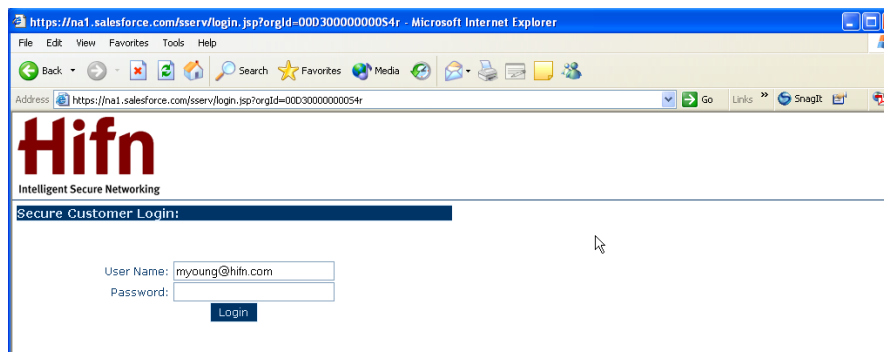 https://na1.salesforce.com/sserv/login.jsp?orgId=00D300000000S4r - Microsoft Internet Explorer
File Edit View Favorites Tools Help
Back Search Favorites Media
Address https://na1.salesforce.com/sserv/login.jsp?orgId=00D300000000S4r Go Links » SnagIt
Hifn
Intelligent Secure Networking
Secure Customer Login:
User Name: myoung@hifn.com
Password:
Login